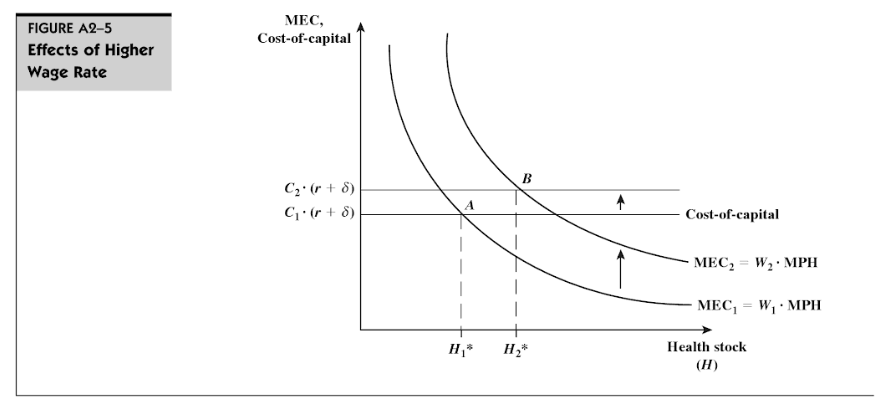 FIGURE A2–5
Effects of Higher
Wage Rate
MEC,
Cost-of-capital
C₂ · (r + δ)
B
C₁ · (r + δ)
A
Cost-of-capital
MEC₂ = W₂ · MPH
MEC₁ = W₁ · MPH
H₁* H₂*
Health stock
(H)